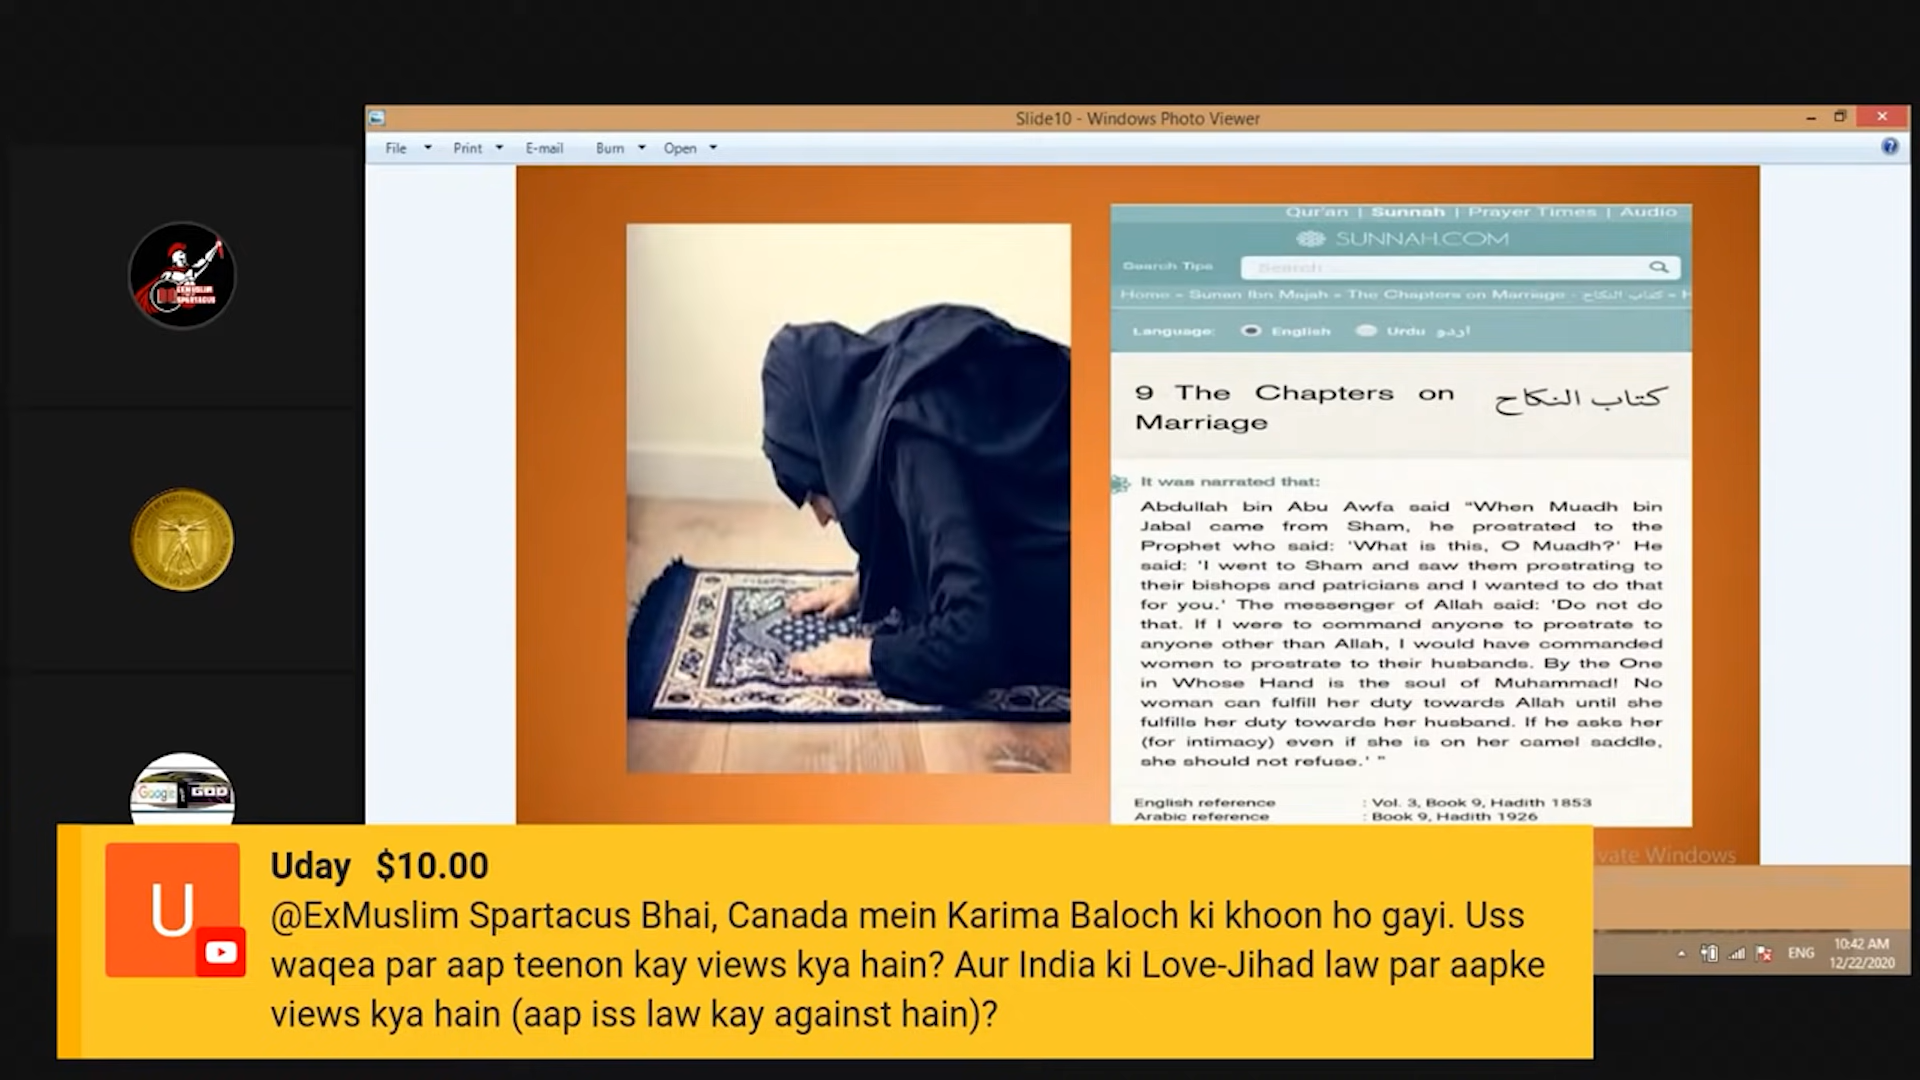 Slide10 - Windows Photo Viewer
File Print E-mail Burn Open
Qur'an | Sunnah | Prayer Times | Audio
SUNNAH.COM
Search Tips Search
Home » Sunan Ibn Majah » The Chapters on Marriage - كتاب النكاح » H
Language: English Urdu اردو
9 The Chapters on
Marriage
كتاب النكاح
It was narrated that:
Abdullah bin Abu Awfa said "When Muadh bin
Jabal came from Sham, he prostrated to the
Prophet who said: 'What is this, O Muadh?' He
said: 'I went to Sham and saw them prostrating to
their bishops and patricians and I wanted to do that
for you.' The messenger of Allah said: 'Do not do
that. If I were to command anyone to prostrate to
anyone other than Allah, I would have commanded
women to prostrate to their husbands. By the One
in Whose Hand is the soul of Muhammad! No
woman can fulfill her duty towards Allah until she
fulfills her duty towards her husband. If he asks her
(for intimacy) even if she is on her camel saddle,
she should not refuse.' "
English reference : Vol. 3, Book 9, Hadith 1853
Arabic reference : Book 9, Hadith 1926
EXMUSLIM
SPARTACUS
Google GOD
vate Windows
U
Uday $10.00
@ExMuslim Spartacus Bhai, Canada mein Karima Baloch ki khoon ho gayi. Uss
waqea par aap teenon kay views kya hain? Aur India ki Love-Jihad law par aapke
views kya hain (aap iss law kay against hain)?
ENG
10:42 AM
12/22/2020